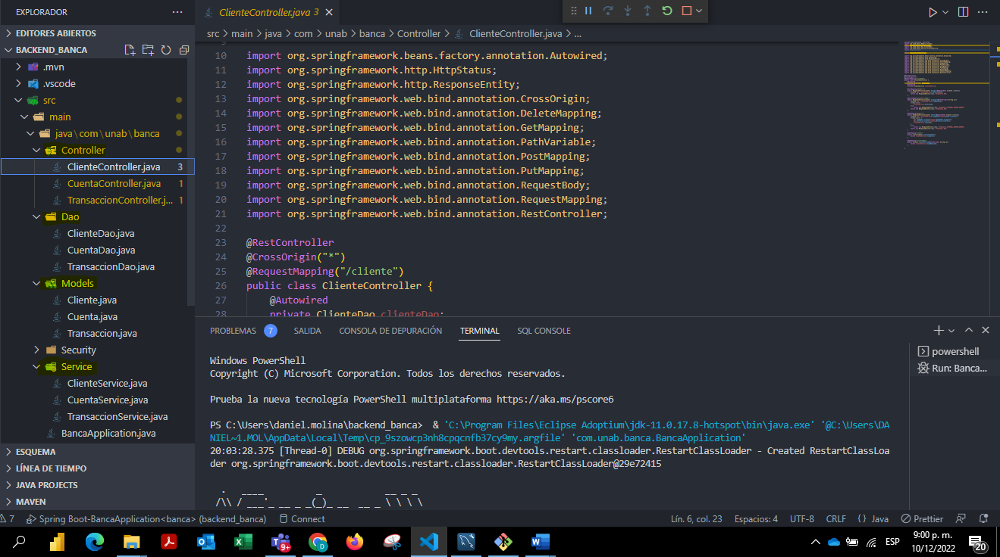 EXPLORADOR
EDITORES ABIERTOS
BACKEND_BANCA
.mvn
.vscode
src
main
java\com\unab\banca
Controller
ClienteController.java 3
CuentaController.java 1
TransaccionController.j... 1
Dao
ClienteDao.java
CuentaDao.java
TransaccionDao.java
Models
Cliente.java
Cuenta.java
Transaccion.java
Security
Service
ClienteService.java
CuentaService.java
TransaccionService.java
BancaApplication.java
ESQUEMA
LÍNEA DE TIEMPO
JAVA PROJECTS
MAVEN
ClienteController.java 3
src > main > java > com > unab > banca > Controller > ClienteController.java > ...
10 import org.springframework.beans.factory.annotation.Autowired;
11 import org.springframework.http.HttpStatus;
12 import org.springframework.http.ResponseEntity;
13 import org.springframework.web.bind.annotation.CrossOrigin;
14 import org.springframework.web.bind.annotation.DeleteMapping;
15 import org.springframework.web.bind.annotation.GetMapping;
16 import org.springframework.web.bind.annotation.PathVariable;
17 import org.springframework.web.bind.annotation.PostMapping;
18 import org.springframework.web.bind.annotation.PutMapping;
19 import org.springframework.web.bind.annotation.RequestBody;
20 import org.springframework.web.bind.annotation.RequestMapping;
21 import org.springframework.web.bind.annotation.RestController;
22
23 @RestController
24 @CrossOrigin("*")
25 @RequestMapping("/cliente")
26 public class ClienteController {
27 @Autowired
28 private ClienteDao clienteDao;
PROBLEMAS 7 SALIDA CONSOLA DE DEPURACIÓN TERMINAL SQL CONSOLE
powershell
Run: Banca...
Windows PowerShell
Copyright (C) Microsoft Corporation. Todos los derechos reservados.
Prueba la nueva tecnología PowerShell multiplataforma https://aka.ms/pscore6
PS C:\Users\daniel.molina\backend_banca> & 'C:\Program Files\Eclipse Adoptium\jdk-11.0.17.8-hotspot\bin\java.exe' '@C:\Users\DA
NIEL~1.MOL\AppData\Local\Temp\cp_9szowcp3nh8cpqcnfb37cy9my.argfile' 'com.unab.banca.BancaApplication'
20:03:28.375 [Thread-0] DEBUG org.springframework.boot.devtools.restart.classloader.RestartClassLoader - Created RestartClassLoa
der org.springframework.boot.devtools.restart.classloader.RestartClassLoader@29e72415
7 Spring Boot-BancaApplication<banca> (backend_banca) Connect Lín. 6, col. 23 Espacios: 4 UTF-8 CRLF {} Java Prettier
9+ ESP 9:00 p. m.
10/12/2022 20